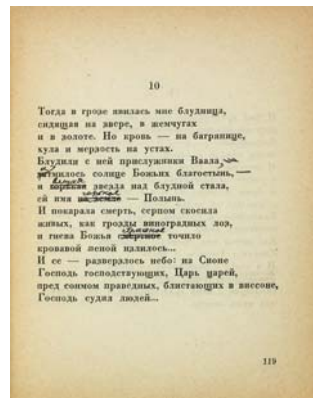 10
Тогда в грозе явилась мне блудница,
сидящая на звере, в жемчугах
и в золоте. Но кровь — на багрянице,
хула и мерзость на устах.
Блудили с ней прислужники Ваала,
солнце Божьих благостынь, —
и звезда над блудной стала,
ей имя — Полынь.
И покарала смерть, серпом скосила
живых, как грозды виноградных лоз,
и гнева Божья точило
кровавой пеной излилось...
И се — разверзлось небо: на Сионе
Господь господствующих, Царь царей,
пред сонмом праведных, блистающих в виссоне,
Господь судил людей...
119